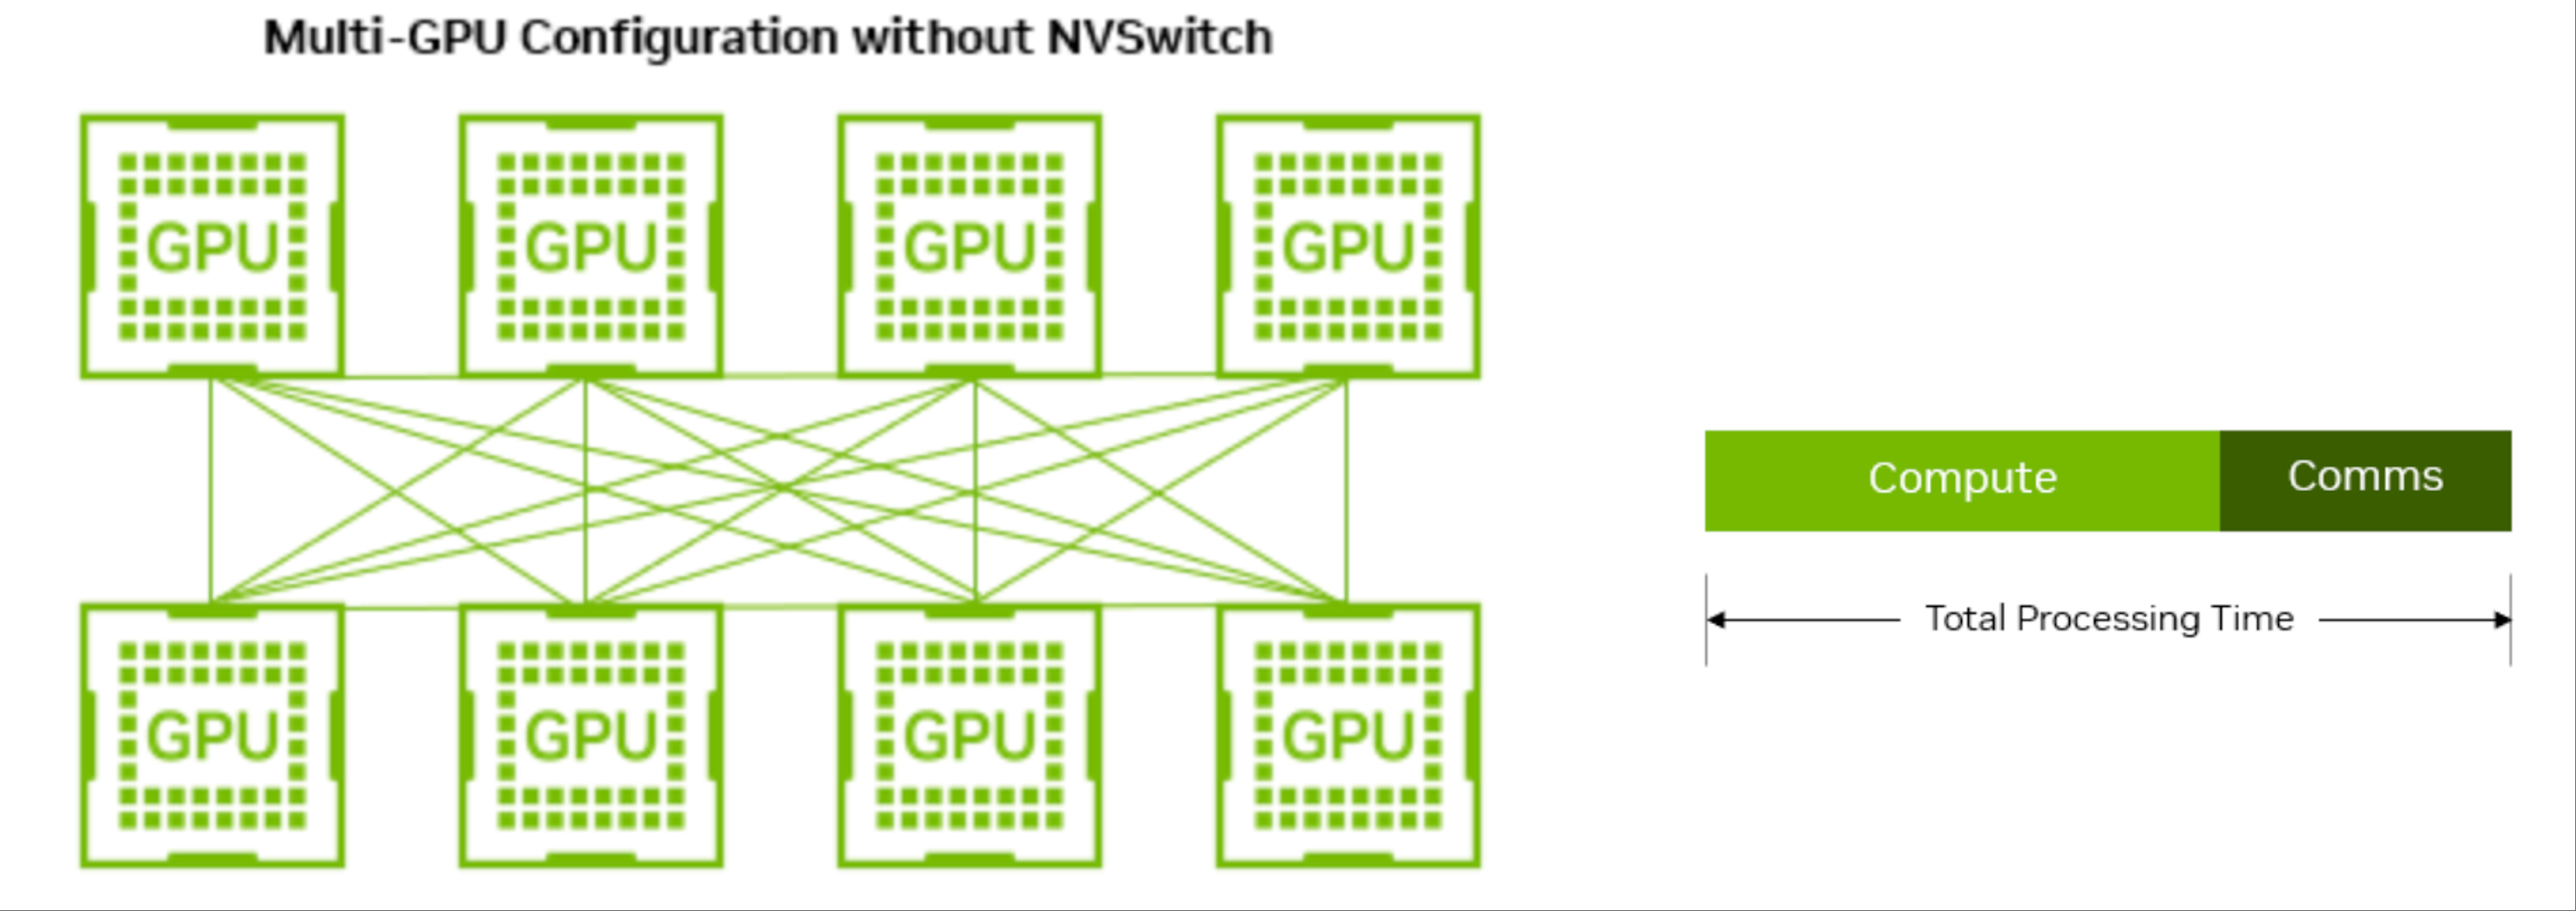 Multi-GPU Configuration without NVSwitch
GPU GPU GPU GPU
Compute Comms
Total Processing Time
GPU GPU GPU GPU